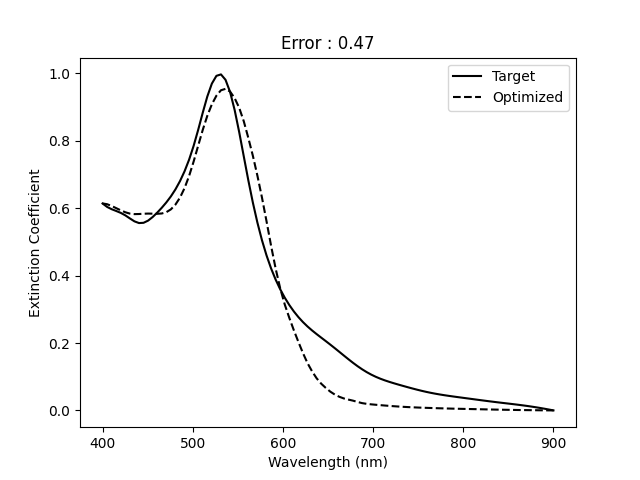 Error : 0.47
Target
Optimized
Extinction Coefficient
1.0
0.8
0.6
0.4
0.2
0.0
400 500 600 700 800 900
Wavelength (nm)